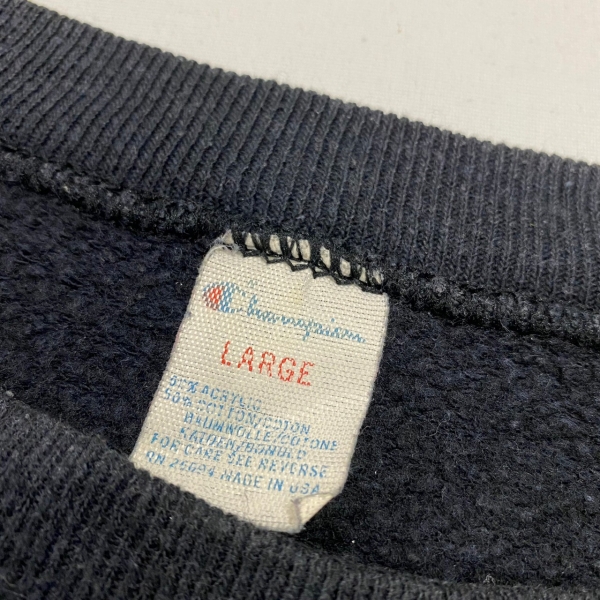 Champion
LARGE
50% ACRYLIC
50% COTTON/COTON
BAUMWOLLE/COTONE
KATOEN/BOMULD
FOR CARE SEE REVERSE
RN 26094 MADE IN USA